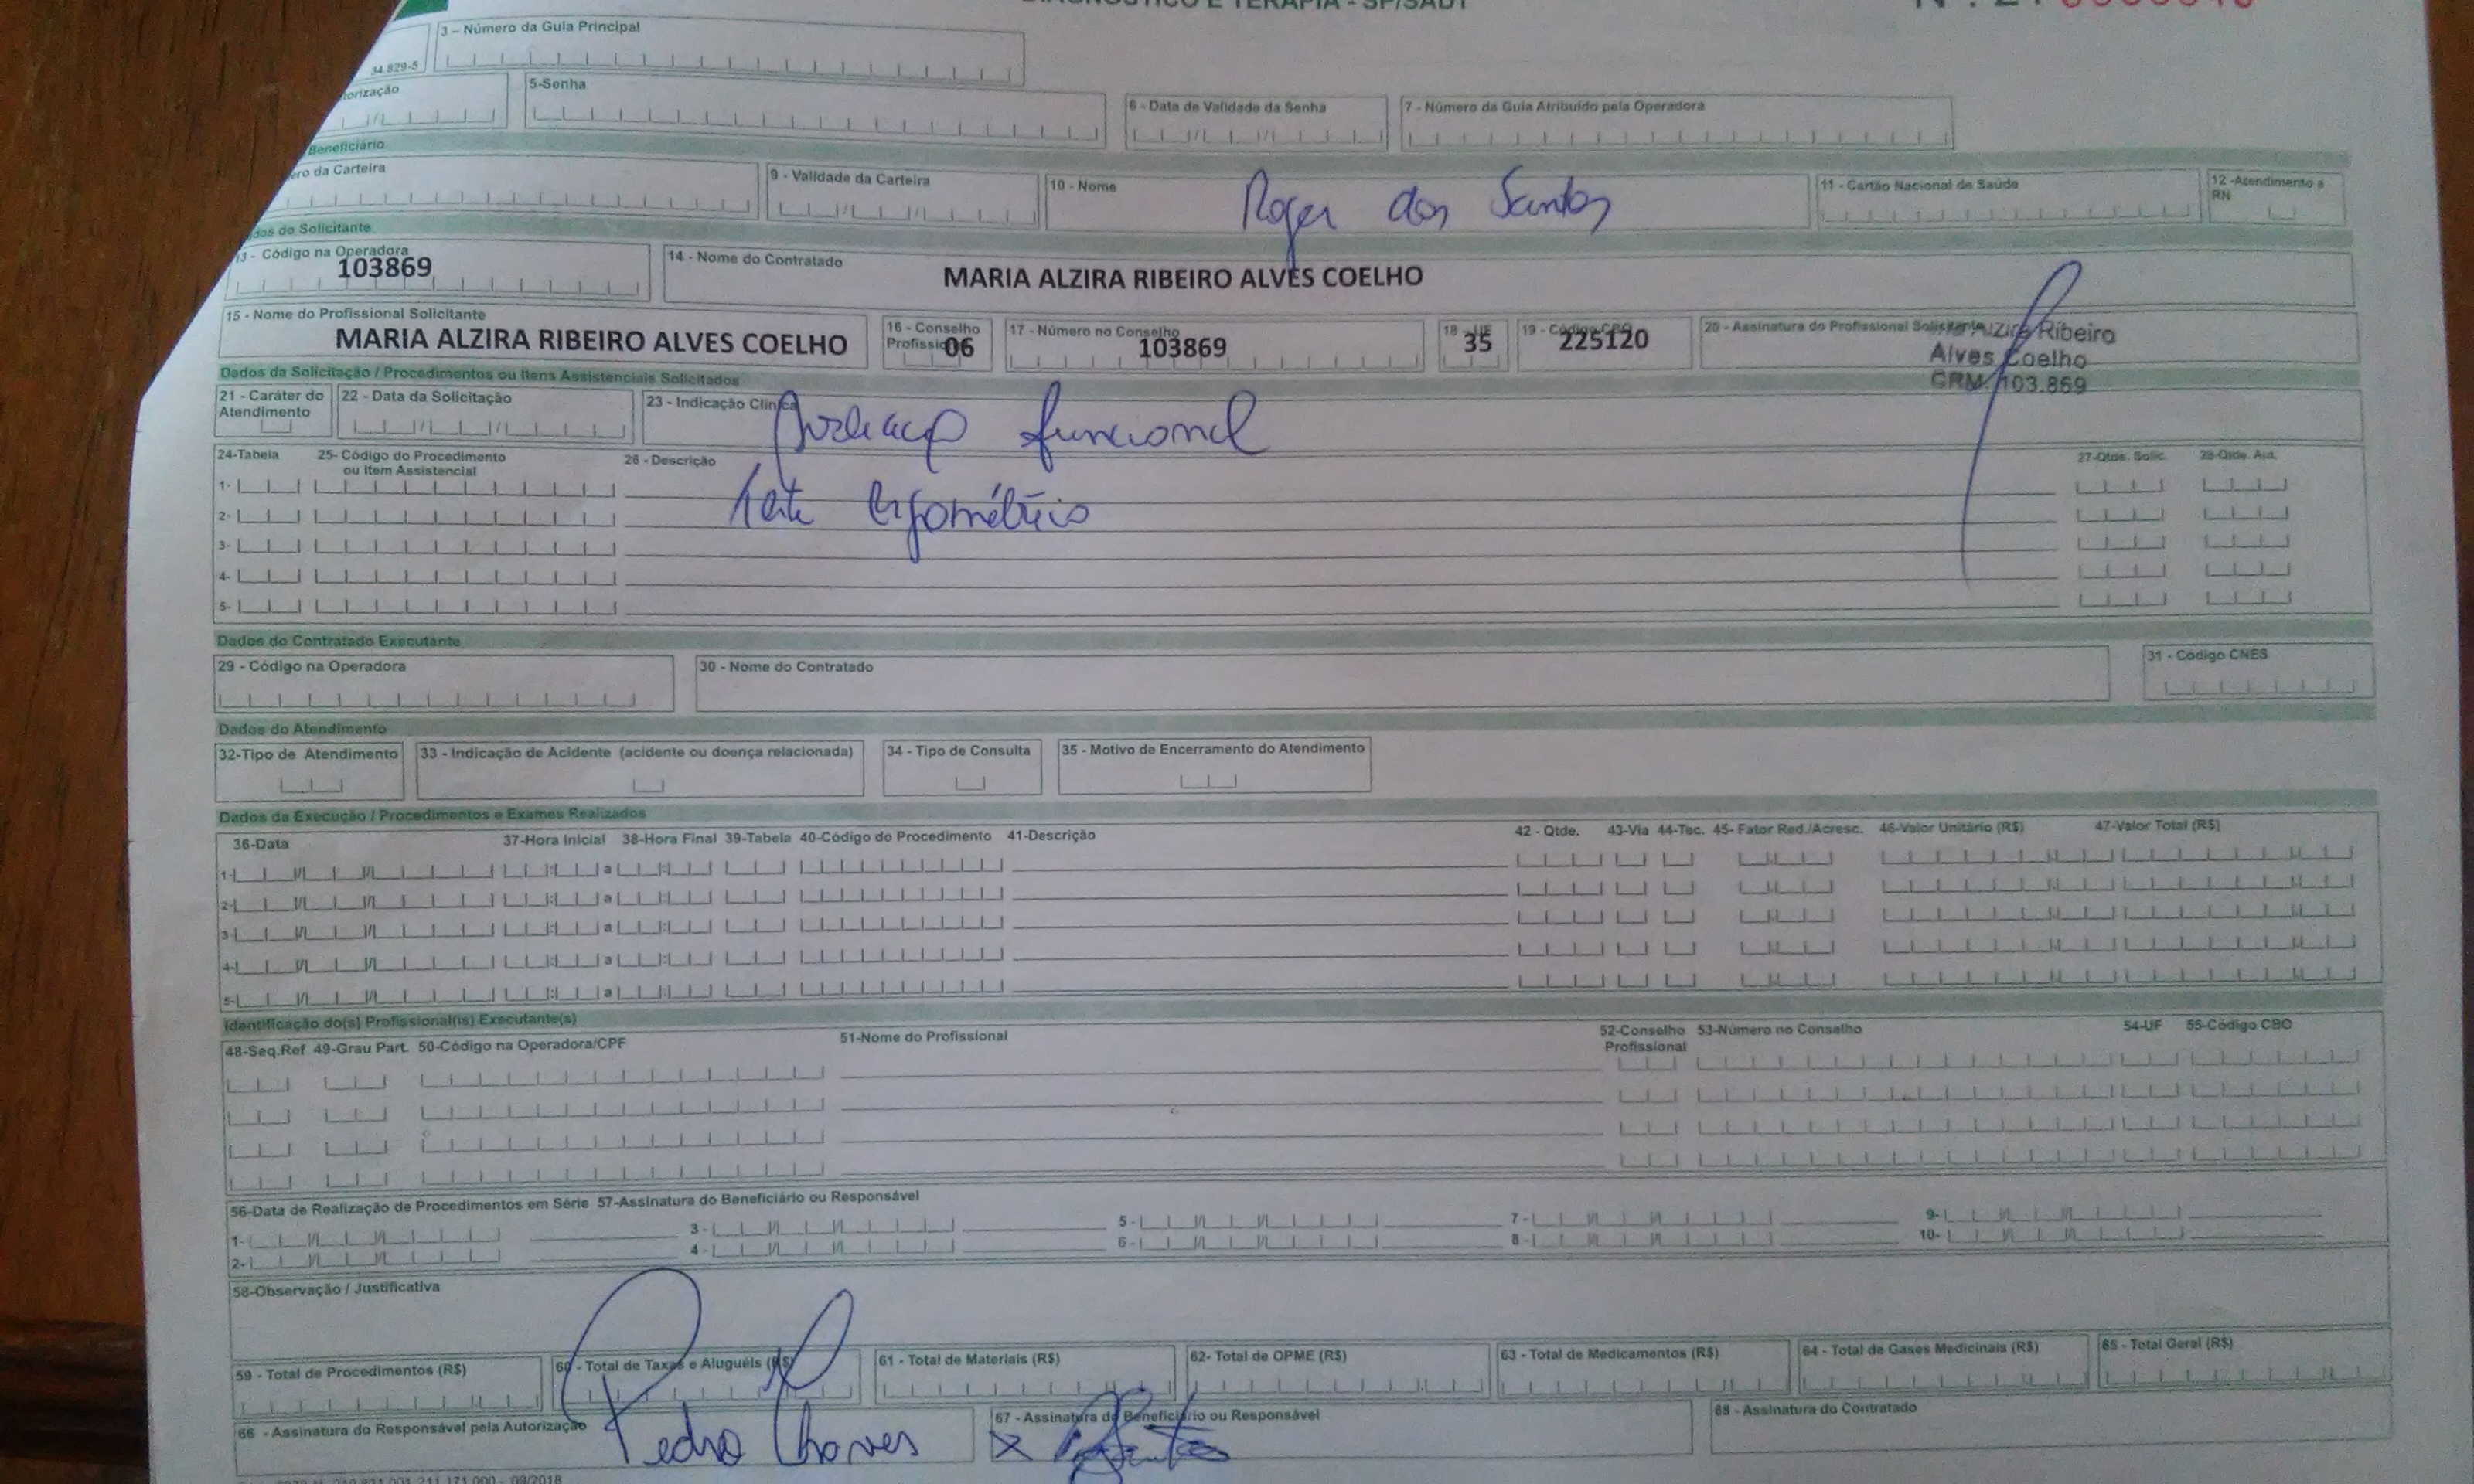 DIAGNÓSTICO E TERAPIA - SP/SADT
3 - Número da Guia Principal
34.829-5
torização
5-Senha
6 - Data de Validade da Senha
7 - Número da Guia Atribuído pela Operadora
Beneficiário
ero da Carteira
9 - Validade da Carteira
10 - Nome
Roger dos Santos
11 - Cartão Nacional de Saúde
12 -Atendimento a RN
dos do Solicitante
13 - Código na Operadora
103869
14 - Nome do Contratado
MARIA ALZIRA RIBEIRO ALVES COELHO
15 - Nome do Profissional Solicitante
MARIA ALZIRA RIBEIRO ALVES COELHO
16 - Conselho
Profissio 06
17 - Número no Conselho
103869
18 - UF
35
19 - Código CBO
225120
20 - Assinatura do Profissional Solicitante
Alzira Ribeiro
Alves Coelho
CRM: 103.869
Dados da Solicitação / Procedimentos ou Itens Assistenciais Solicitados
21 - Caráter do
Atendimento
22 - Data da Solicitação
23 - Indicação Clínica
funcional
24-Tabela
25- Código do Procedimento
ou Item Assistencial
26 - Descrição
27-Qtde. Solic.
28-Qtde. Aut.
1-
2-
3-
4-
5-
Teste Ergométrico
Dados do Contratado Executante
29 - Código na Operadora
30 - Nome do Contratado
31 - Código CNES
Dados do Atendimento
32-Tipo de Atendimento
33 - Indicação de Acidente (acidente ou doença relacionada)
34 - Tipo de Consulta
35 - Motivo de Encerramento do Atendimento
Dados da Execução / Procedimentos e Exames Realizados
36-Data
37-Hora Inicial
38-Hora Final
39-Tabela
40-Código do Procedimento
41-Descrição
42 - Qtde.
43-Via
44-Tec.
45- Fator Red./Acresc.
46-Valor Unitário (R$)
47-Valor Total (R$)
1- a
2- a
3- a
4- a
5- a
Identificação do(s) Profissional(is) Executante(s)
48-Seq.Ref
49-Grau Part.
50-Código na Operadora/CPF
51-Nome do Profissional
52-Conselho
Profissional
53-Número no Conselho
54-UF
55-Código CBO
56-Data de Realização de Procedimentos em Série
57-Assinatura do Beneficiário ou Responsável
1- 3- 5- 7- 9-
2- 4- 6- 8- 10-
58-Observação / Justificativa
59 - Total de Procedimentos (R$)
60 - Total de Taxas e Aluguéis (R$)
61 - Total de Materiais (R$)
62- Total de OPME (R$)
63 - Total de Medicamentos (R$)
64 - Total de Gases Medicinais (R$)
65 - Total Geral (R$)
66 - Assinatura do Responsável pela Autorização
Pedro Chaves
67 - Assinatura do Beneficiário ou Responsável
X
68 - Assinatura do Contratado
09/2018